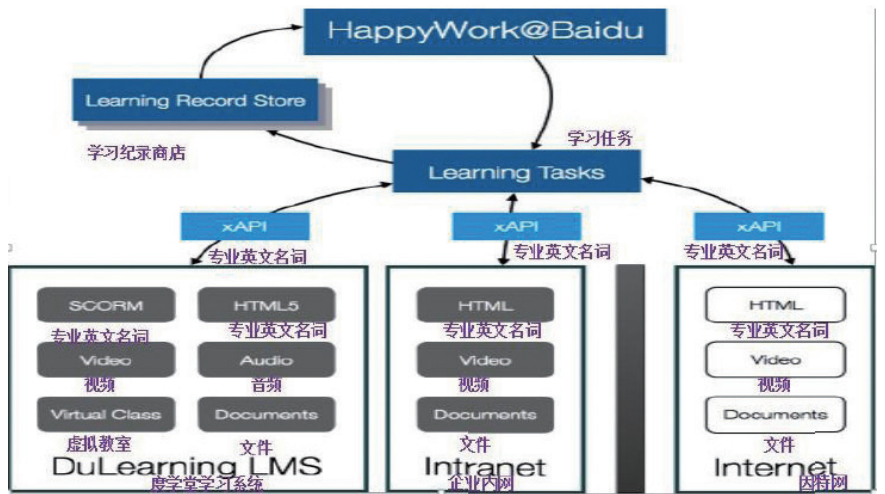 HappyWork@Baidu
Learning Record Store
学习纪录商店
学习任务
Learning Tasks
xAPI
xAPI
xAPI
专业英文名词
专业英文名词
专业英文名词
SCORM
HTML5
HTML
HTML
专业英文名词
专业英文名词
专业英文名词
专业英文名词
Video
Audio
Video
Video
视频
音频
视频
视频
Virtual Class
Documents
Documents
Documents
虚拟教室
文件
文件
文件
DuLearning LMS
Intranet
Internet
度学堂学习系统
企业内网
因特网